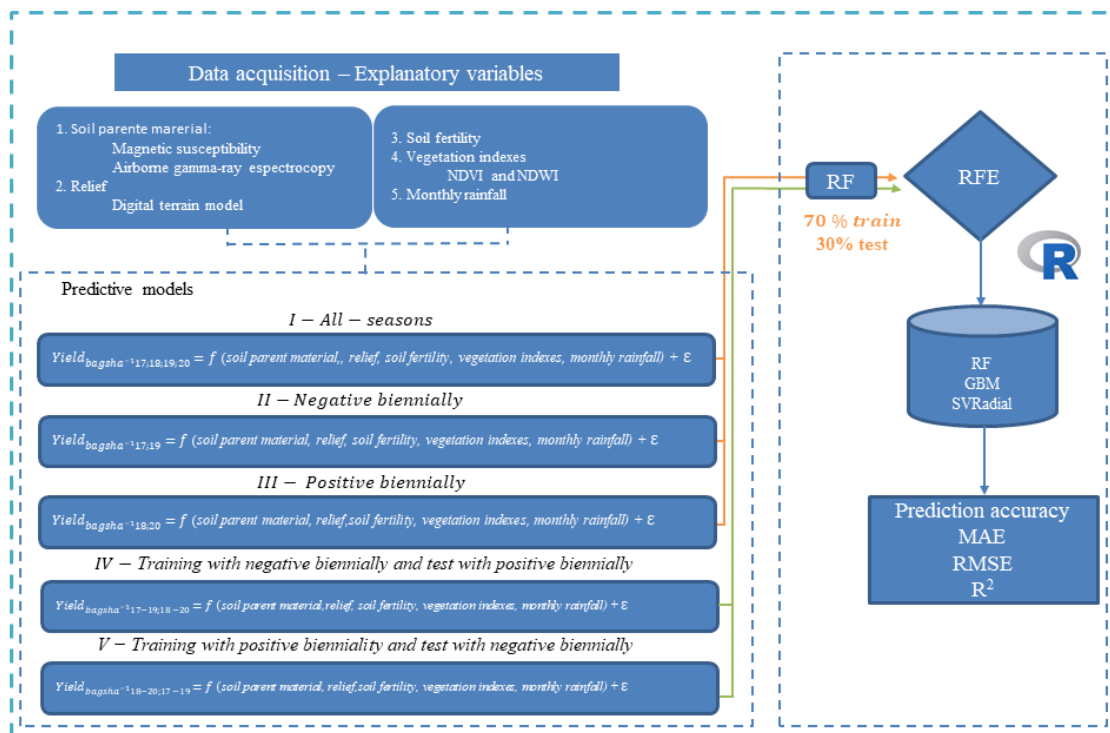 Data acquisition – Explanatory variables
1. Soil parente marerial:
Magnetic susceptibility
Airborne gamma-ray espectrocopy
2. Relief
Digital terrain model
3. Soil fertility
4. Vegetation indexes
NDVI and NDWI
5. Monthly rainfall
Predictive models
I − All − seasons
Yield bagsha⁻¹17;18;19;20 = f (soil parent material,, relief, soil fertility, vegetation indexes, monthly rainfall) + ε
II − Negative biennially
Yield bagsha⁻¹17;19 = f (soil parent material, relief, soil fertility, vegetation indexes, monthly rainfall) + ε
III − Positive biennially
Yield bagsha⁻¹18;20 = f (soil parent material, relief,soil fertility, vegetation indexes, monthly rainfall) + ε
IV − Training with negative biennially and test with positive biennially
Yield bagsha⁻¹17−19;18−20 = f (soil parent material,relief, soil fertility, vegetation indexes, monthly rainfall) + ε
V − Training with positive bienniality and test with negative biennially
Yield bagsha⁻¹18−20;17−19 = f (soil parent material, relief,soil fertility, vegetation indexes, monthly rainfall) + ε
RF
70 % train
30% test
RFE
R
RF
GBM
SVRadial
Prediction accuracy
MAE
RMSE
R²